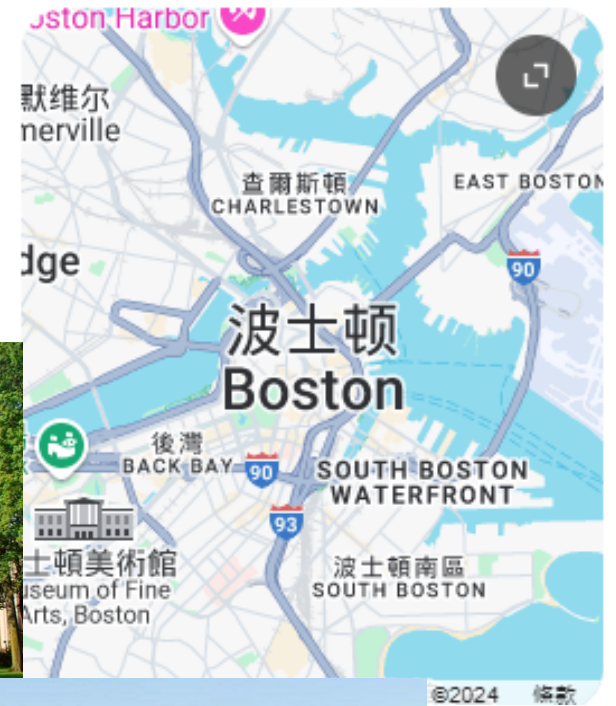 oston Harbor
默维尔
merville
查爾斯頓
CHARLESTOWN
EAST BOSTON
dge
90
波士顿
Boston
後灣
BACK BAY
90
SOUTH BOSTON
WATERFRONT
93
士頓美術館
useum of Fine
Arts, Boston
波士頓南區
SOUTH BOSTON
©2024
條款